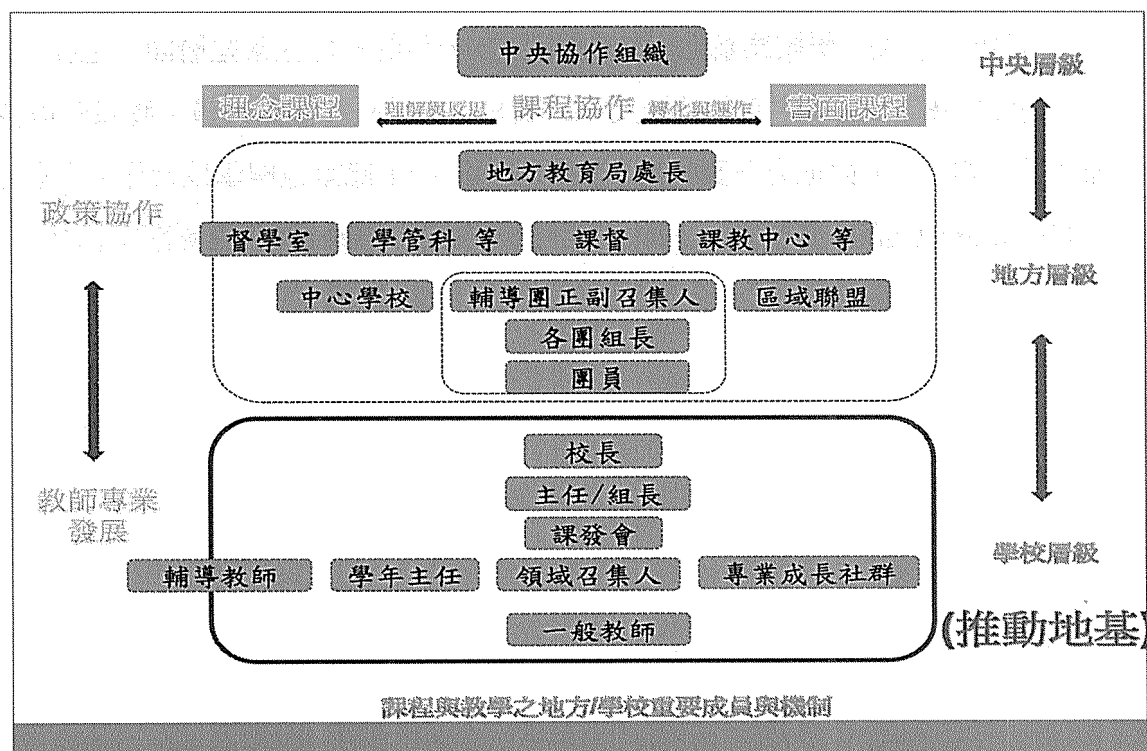 中央協作組織
中央層級
理念課程 理解與反思 課程協作 轉化與運作 書面課程
地方教育局處長
政策協作
督學室 學管科 等 課督 課教中心 等
地方層級
中心學校 輔導團正副召集人 區域聯盟
各團組長
團員
校長
主任/組長
教師專業
發展
課發會
學校層級
輔導教師 學年主任 領域召集人 專業成長社群
(推動地基)
一般教師
課程與教學之地方/學校重要成員與機制